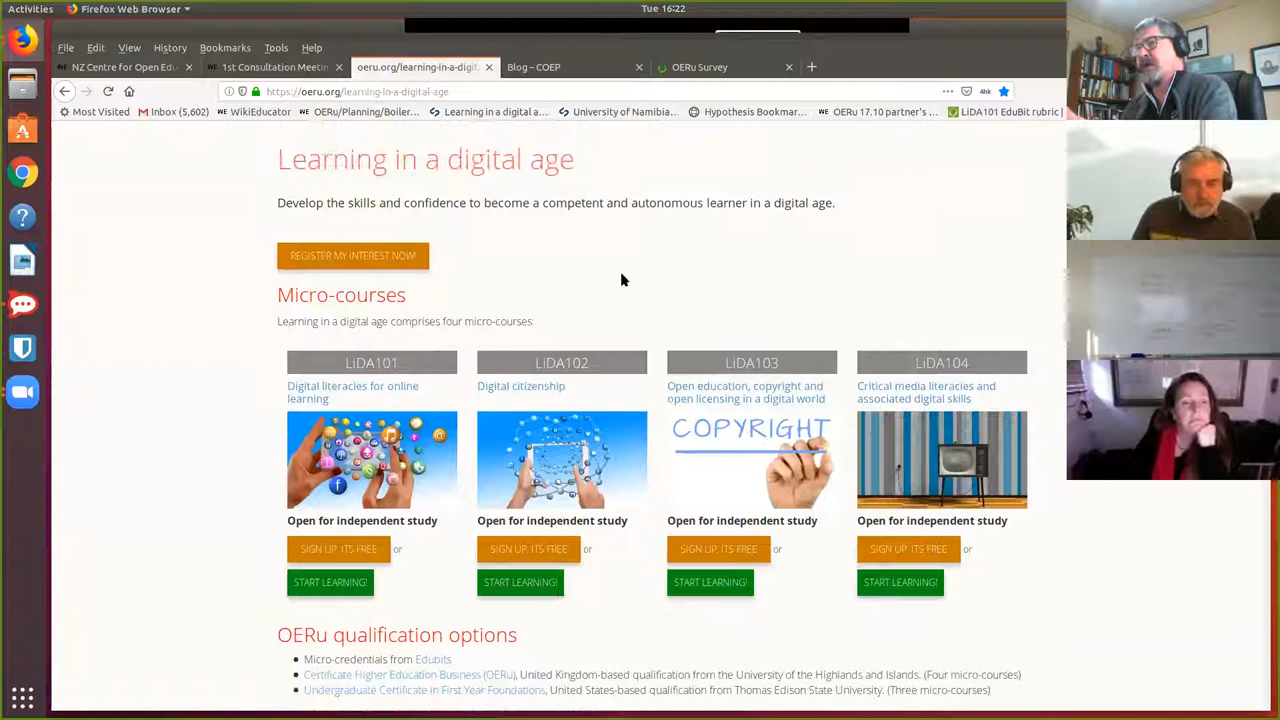 Activities Firefox Web Browser Tue 16:22
File Edit View History Bookmarks Tools Help
NZ Centre for Open Edu 1st Consultation Meetin oeru.org/learning-in-a-digit Blog – COEP OERu Survey
https://oeru.org/learning-in-a-digital-age
Most Visited Inbox (5,602) WikiEducator OERu/Planning/Boiler... Learning in a digital a... University of Namibia... Hypothesis Bookmar... OERu 17.10 partner's ... LiDA101 EduBit rubric
Learning in a digital age
Develop the skills and confidence to become a competent and autonomous learner in a digital age.
REGISTER MY INTEREST NOW!
Micro-courses
Learning in a digital age comprises four micro-courses:
LiDA101 LiDA102 LiDA103 LiDA104
Digital literacies for online learning
Digital citizenship
Open education, copyright and open licensing in a digital world
Critical media literacies and associated digital skills
COPYRIGHT
Open for independent study Open for independent study Open for independent study Open for independent study
SIGN UP, ITS FREE or SIGN UP, ITS FREE or SIGN UP, ITS FREE or SIGN UP, ITS FREE or
START LEARNING! START LEARNING! START LEARNING! START LEARNING!
OERu qualification options
Micro-credentials from Edubits
Certificate Higher Education Business (OERu), United Kingdom-based qualification from the University of the Highlands and Islands. (Four micro-courses)
Undergraduate Certificate in First Year Foundations, United States-based qualification from Thomas Edison State University. (Three micro-courses)